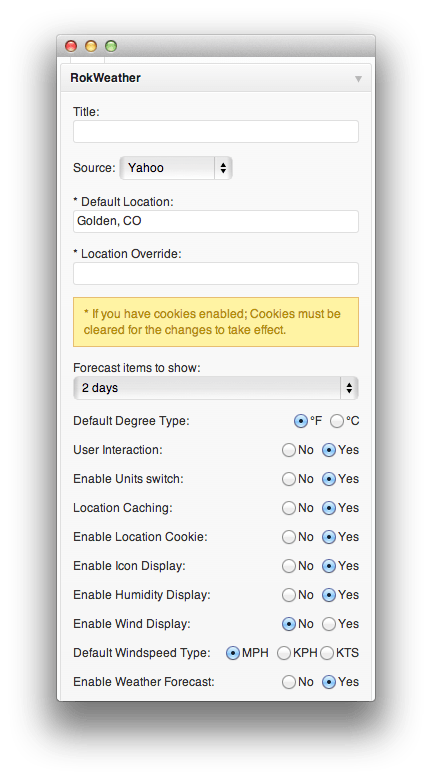 RokWeather
Title:
Source: Yahoo
* Default Location:
Golden, CO
* Location Override:
* If you have cookies enabled; Cookies must be
cleared for the changes to take effect.
Forecast items to show:
2 days
Default Degree Type: °F °C
User Interaction: No Yes
Enable Units switch: No Yes
Location Caching: No Yes
Enable Location Cookie: No Yes
Enable Icon Display: No Yes
Enable Humidity Display: No Yes
Enable Wind Display: No Yes
Default Windspeed Type: MPH KPH KTS
Enable Weather Forecast: No Yes